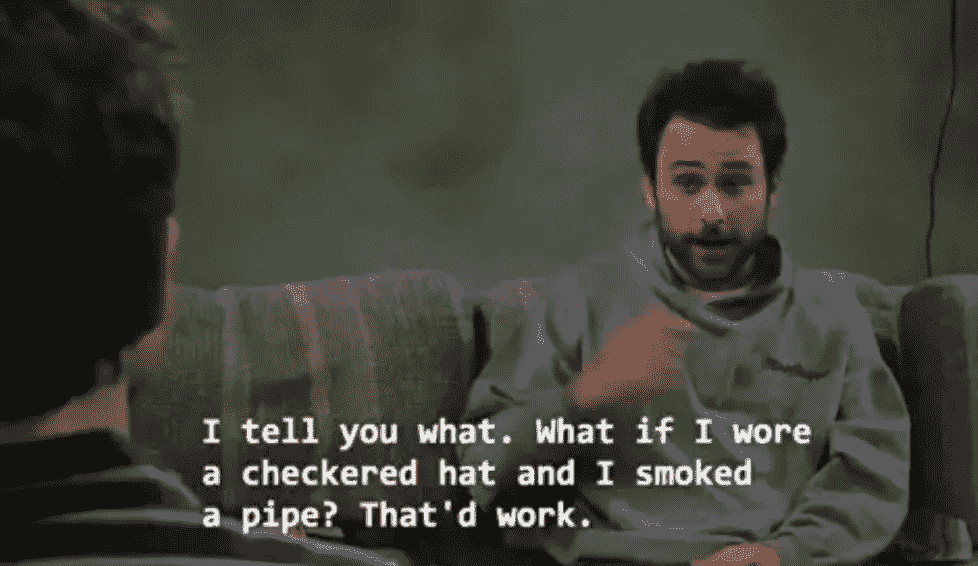 I tell you what. What if I wore
a checkered hat and I smoked
a pipe? That'd work.